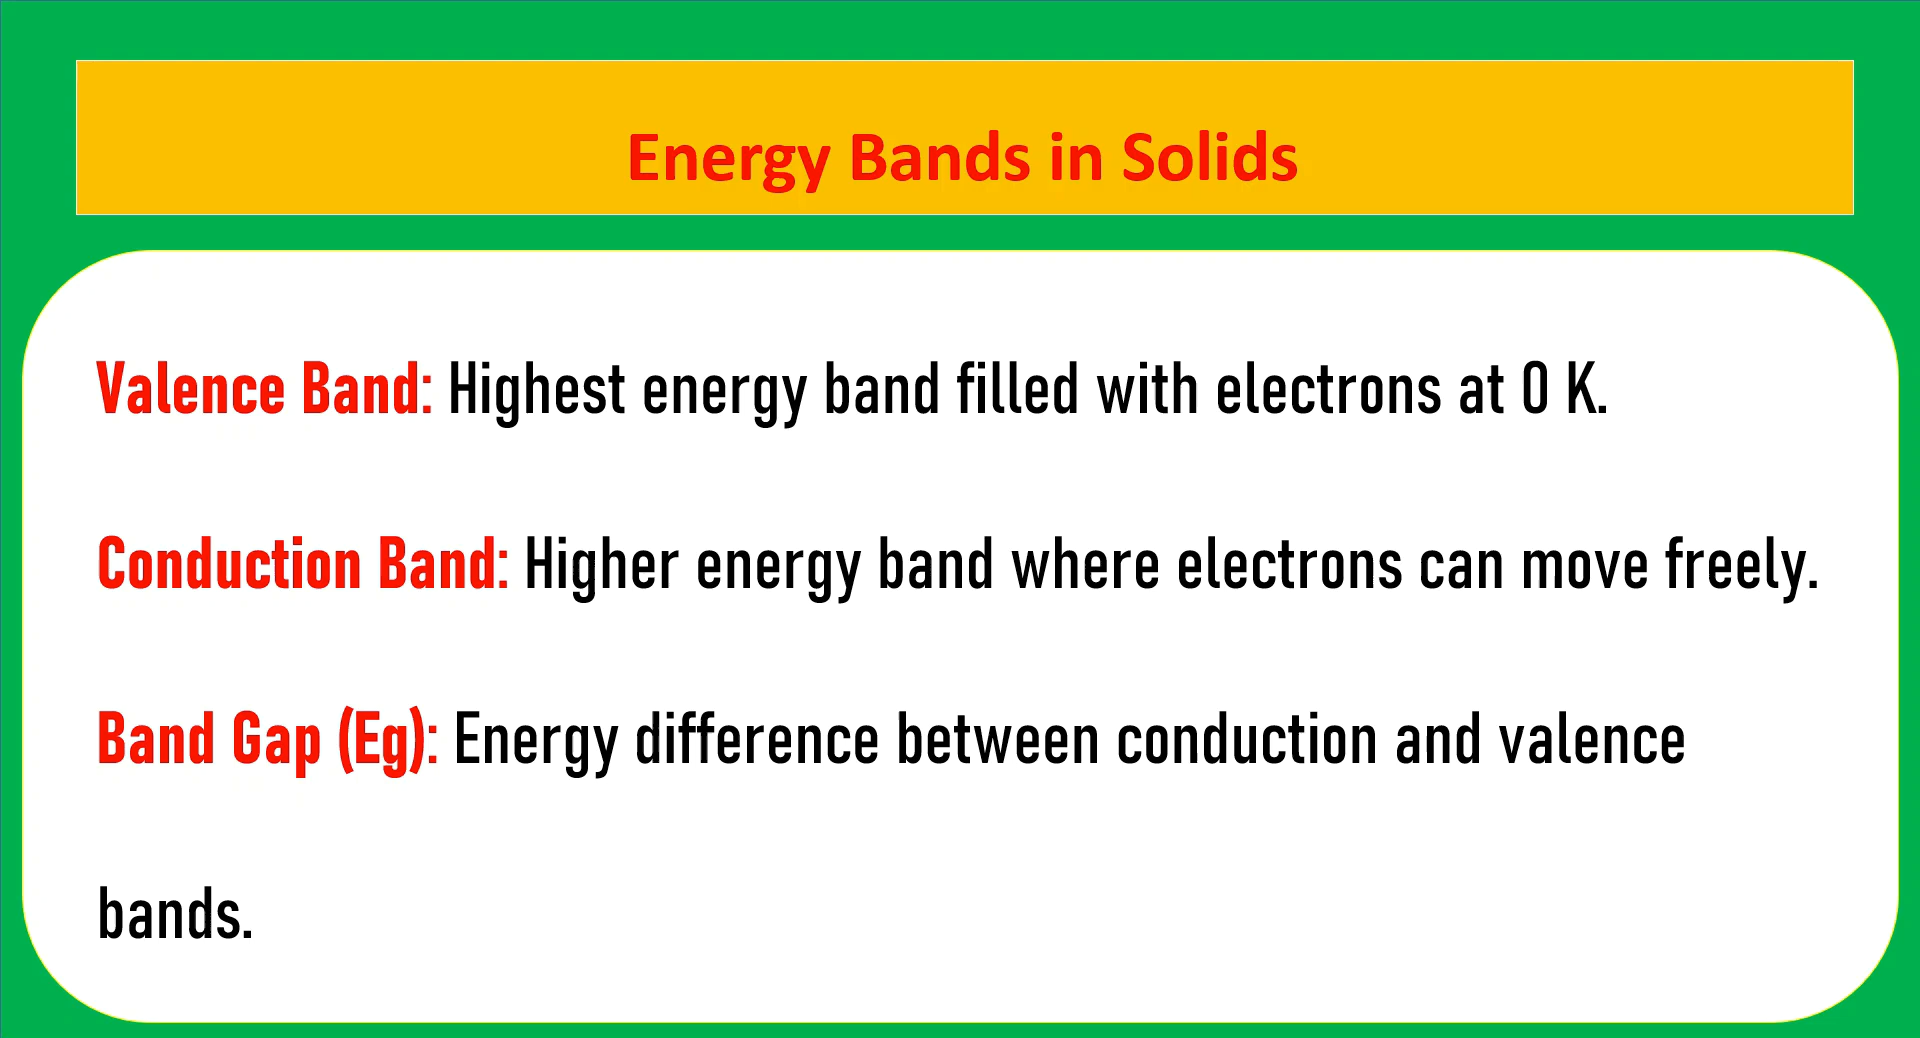 Energy Bands in Solids
Valence Band: Highest energy band filled with electrons at 0 K.
Conduction Band: Higher energy band where electrons can move freely.
Band Gap (Eg): Energy difference between conduction and valence
bands.